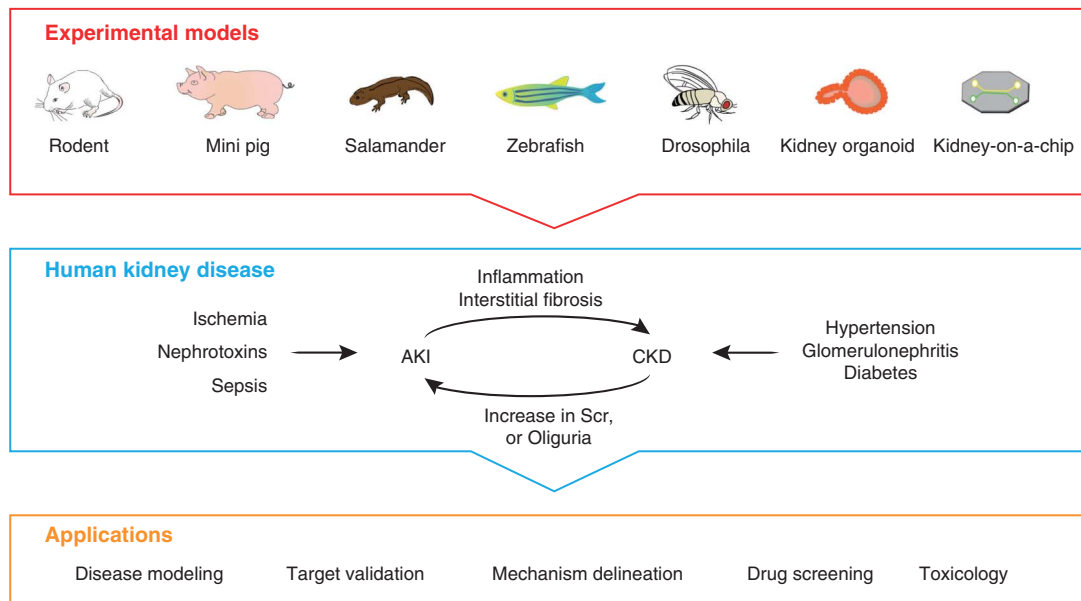 Experimental models
Rodent
Mini pig
Salamander
Zebrafish
Drosophila
Kidney organoid
Kidney-on-a-chip
Human kidney disease
Ischemia
Nephrotoxins
Sepsis
Inflammation
Interstitial fibrosis
AKI
CKD
Increase in Scr,
or Oliguria
Hypertension
Glomerulonephritis
Diabetes
Applications
Disease modeling
Target validation
Mechanism delineation
Drug screening
Toxicology